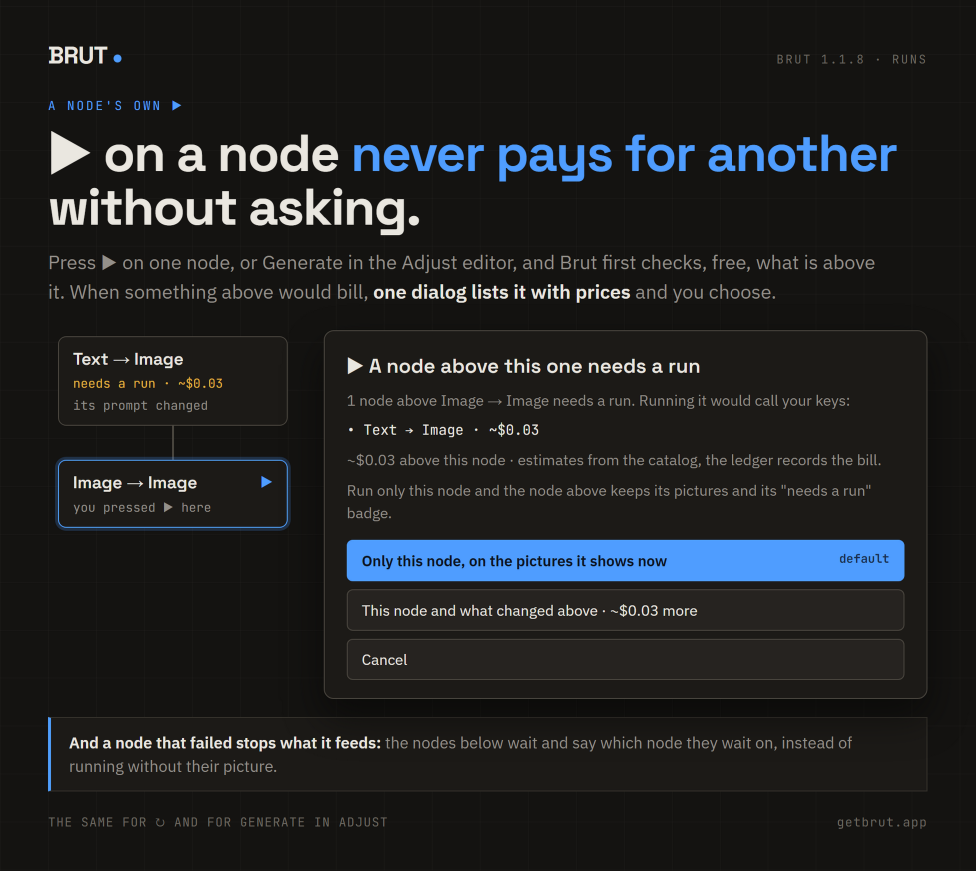 BRUT
BRUT 1.1.8 · RUNS
A NODE'S OWN ▶
▶ on a node never pays for another
without asking.
Press ▶ on one node, or Generate in the Adjust editor, and Brut first checks, free, what is above
it. When something above would bill, one dialog lists it with prices and you choose.
Text → Image
needs a run · ~$0.03
its prompt changed
Image → Image ▶
you pressed ▶ here
▶ A node above this one needs a run
1 node above Image → Image needs a run. Running it would call your keys:
• Text → Image · ~$0.03
~$0.03 above this node · estimates from the catalog, the ledger records the bill.
Run only this node and the node above keeps its pictures and its "needs a run"
badge.
Only this node, on the pictures it shows now default
This node and what changed above · ~$0.03 more
Cancel
And a node that failed stops what it feeds: the nodes below wait and say which node they wait on, instead of
running without their picture.
THE SAME FOR ↻ AND FOR GENERATE IN ADJUST
getbrut.app